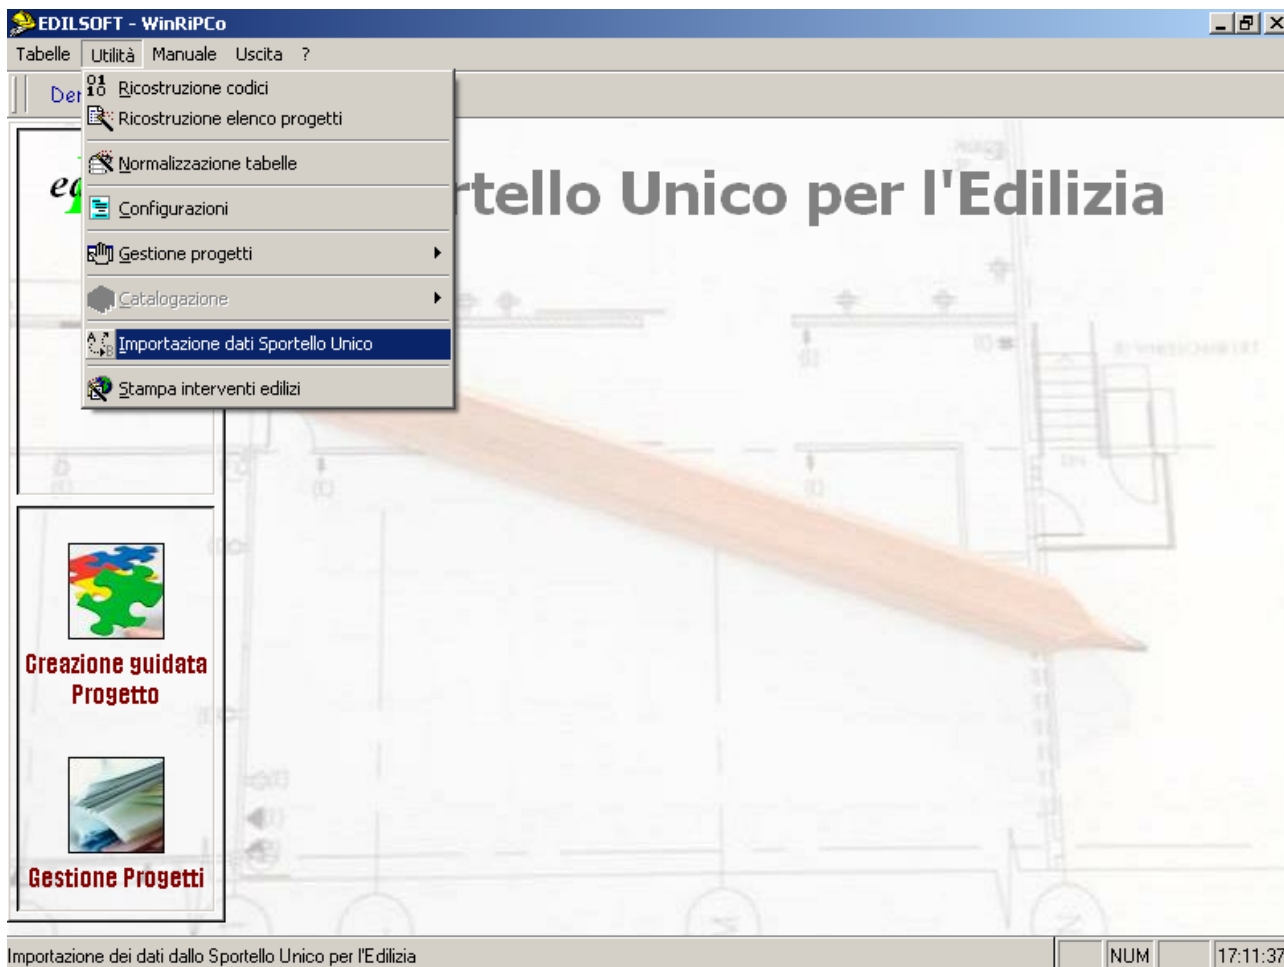 EDILSOFT - WinRiPCo
Tabelle Utilità Manuale Uscita ?
Ricostruzione codici
Ricostruzione elenco progetti
Normalizzazione tabelle
Configurazioni
Gestione progetti
Catalogazione
Importazione dati Sportello Unico
Stampa interventi edilizi
rtello Unico per l'Edilizia
Creazione guidata
Progetto
Gestione Progetti
Importazione dei dati dallo Sportello Unico per l'Edilizia
NUM
17:11:37